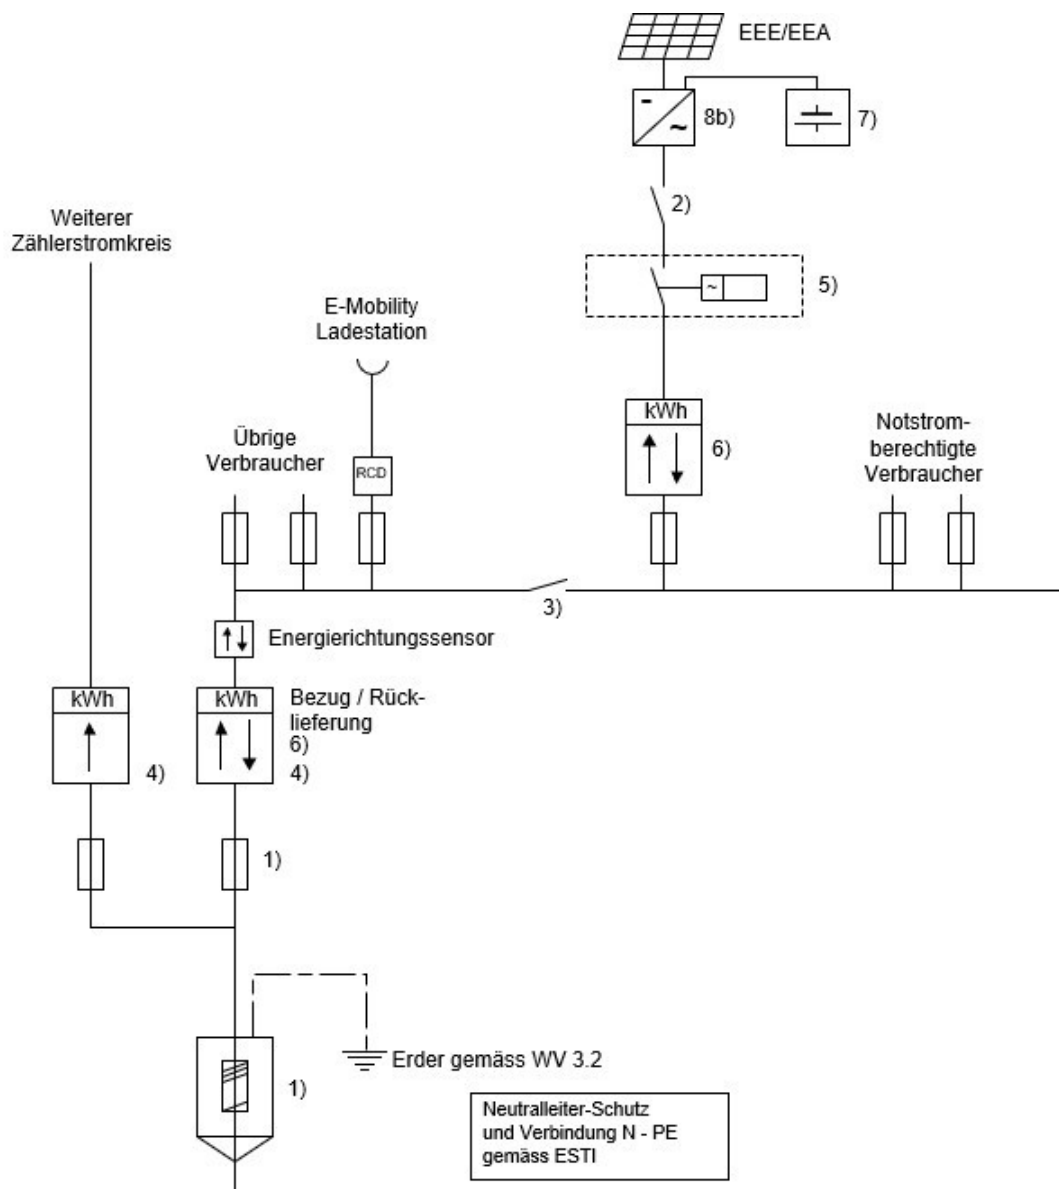 EEE/EEA
-
~
8b)
7)
2)
Weiterer
Zählerstromkreis
~
5)
E-Mobility
Ladestation
kWh
6)
Übrige
Verbraucher
RCD
Notstrom-
berechtigte
Verbraucher
3)
Energierichtungssensor
kWh
4)
kWh
Bezug / Rück-
lieferung
6)
4)
1)
1)
Erder gemäss WV 3.2
Neutralleiter-Schutz
und Verbindung N - PE
gemäss ESTI